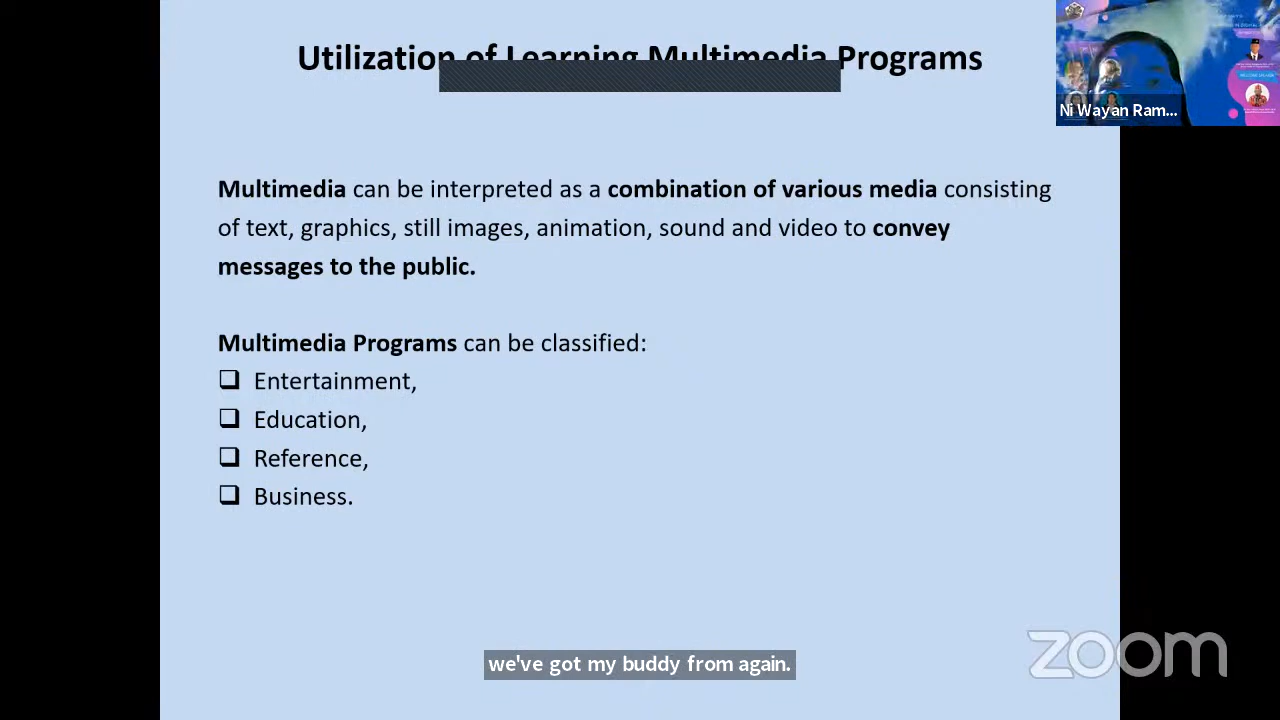 Utilization of Learning Multimedia Programs
Ni Wayan Ram...
Multimedia can be interpreted as a combination of various media consisting
of text, graphics, still images, animation, sound and video to convey
messages to the public.
Multimedia Programs can be classified:
❑ Entertainment,
❑ Education,
❑ Reference,
❑ Business.
we've got my buddy from again.
zoom